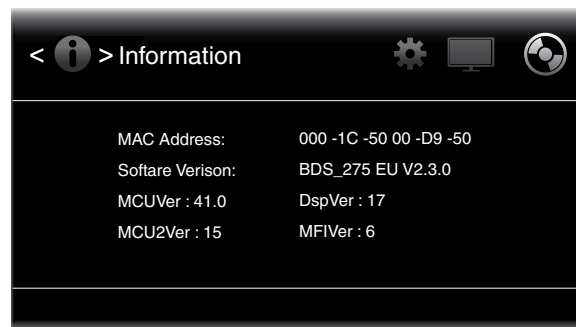 < i > Information
MAC Address: 000 -1C -50 00 -D9 -50
Softare Verison: BDS_275 EU V2.3.0
MCUVer : 41.0 DspVer : 17
MCU2Ver : 15 MFIVer : 6